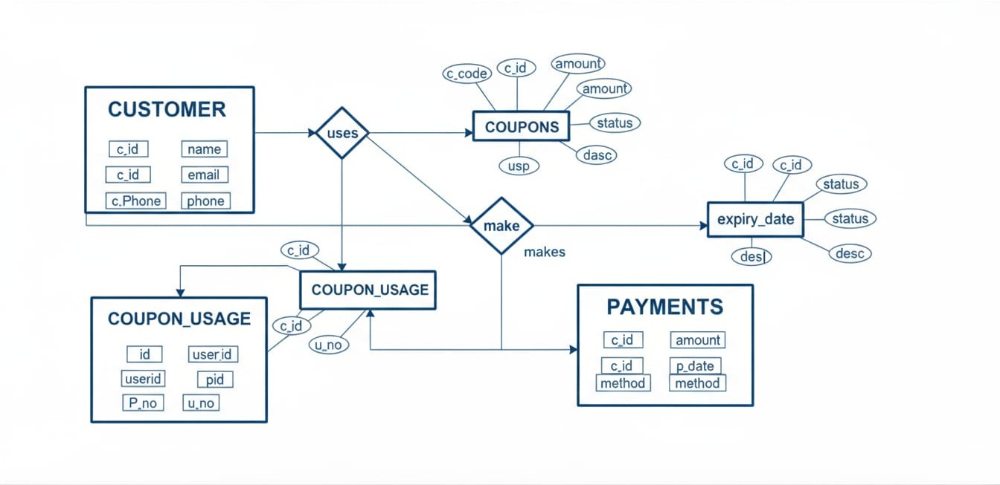 CUSTOMER
c_id name
c_id email
c.Phone phone
uses
c_code c_id amount
amount
COUPONS status
usp dasc
c_id c_id
status
expiry_date status
des| desc
make
makes
c_id
COUPON_USAGE
c_id
u_no
COUPON_USAGE
id user.id
userid pid
P_no u_no
PAYMENTS
c_id amount
c_id p_date
method method